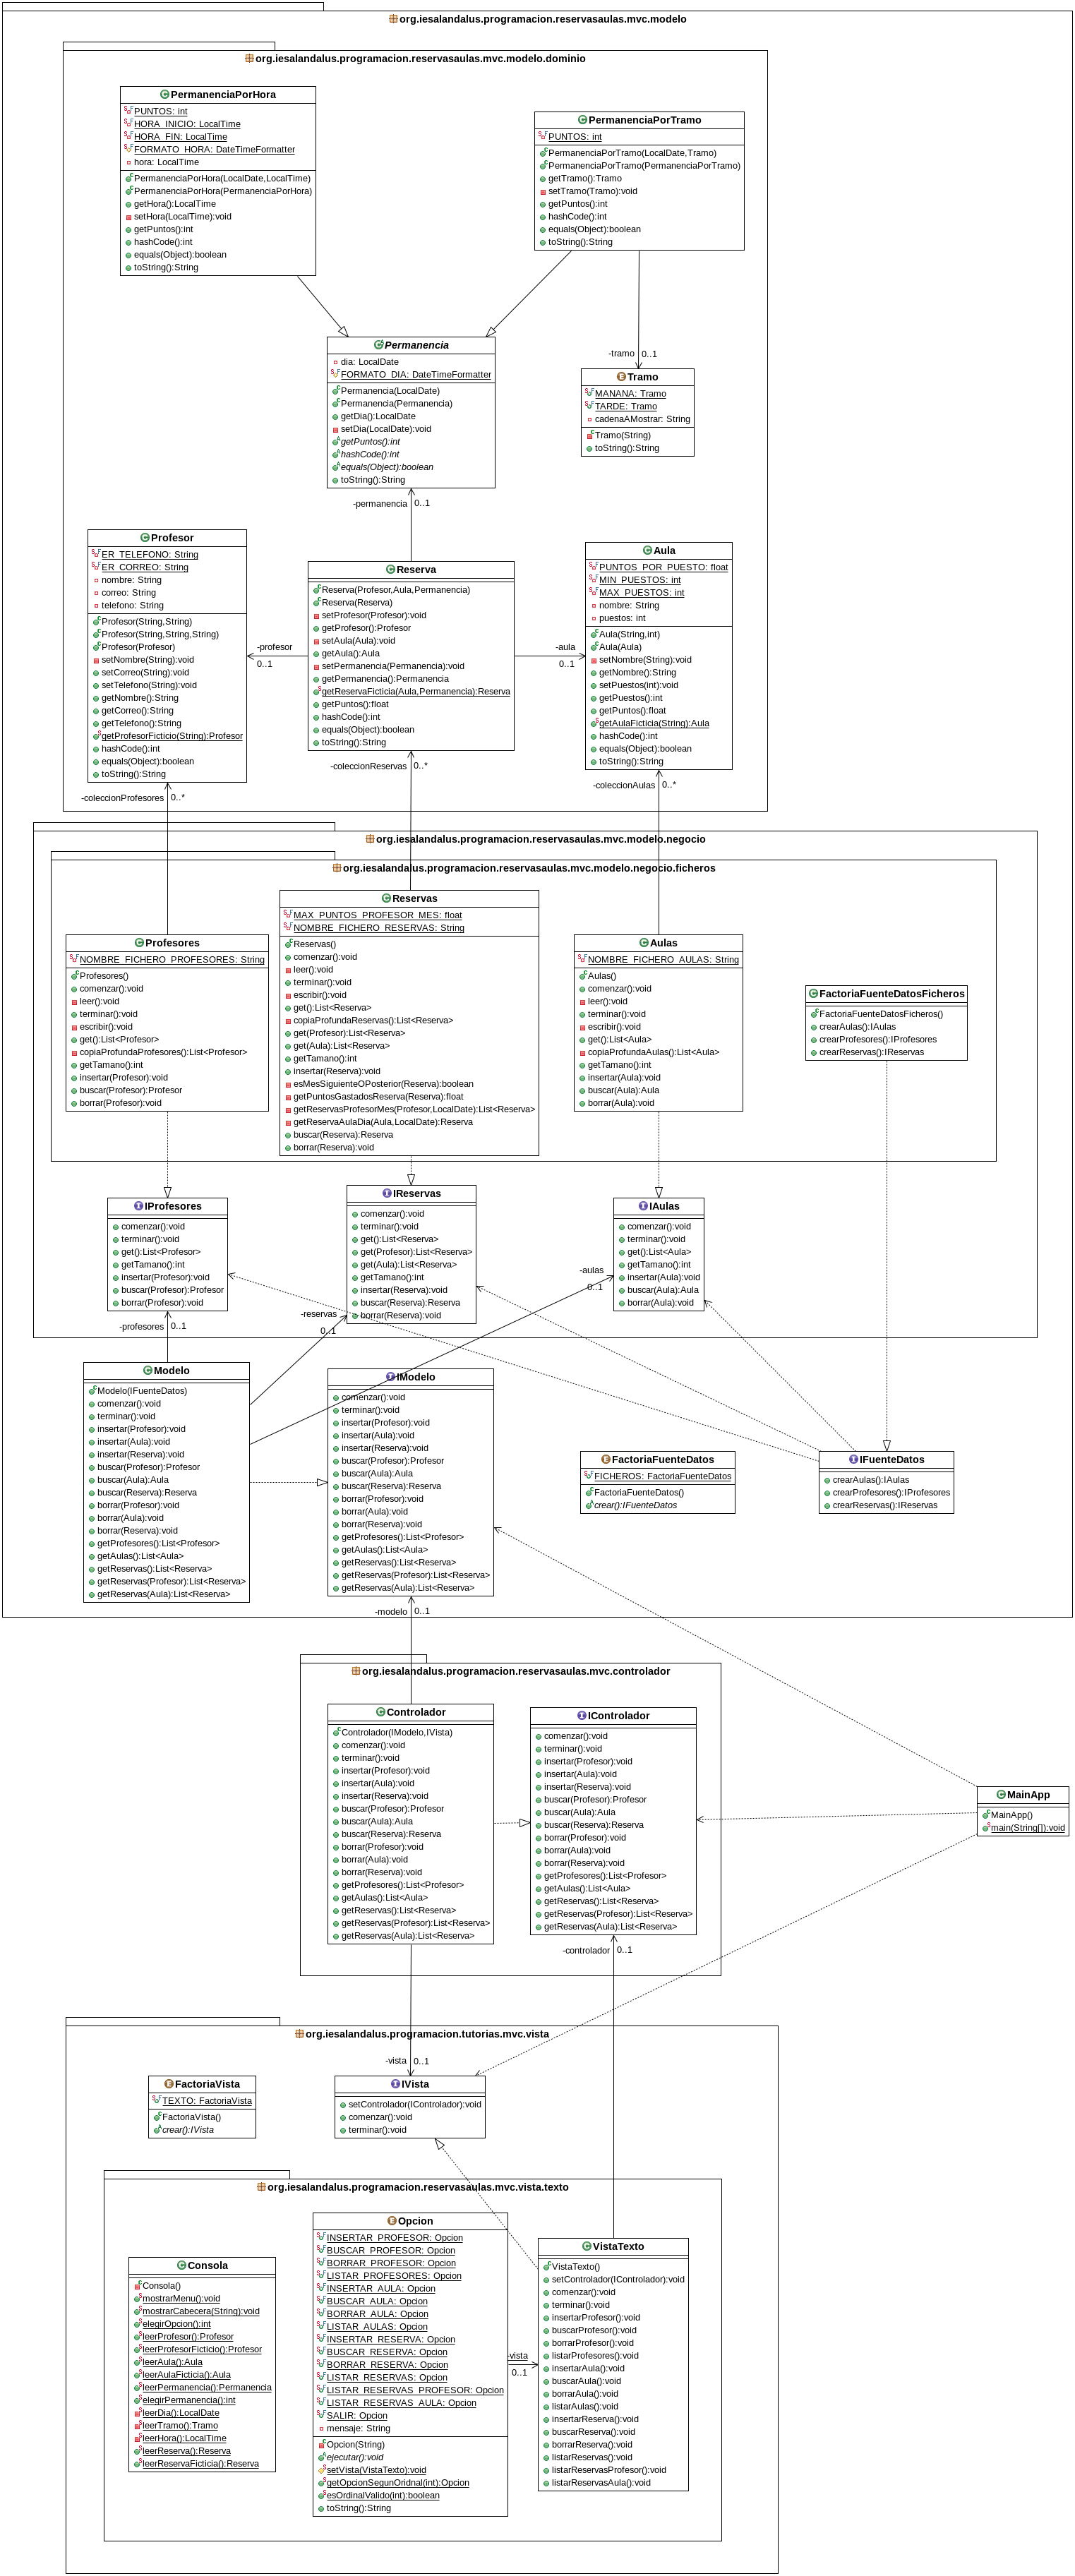 org.iesalandalus.programacion.reservasaulas.mvc.modelo
org.iesalandalus.programacion.reservasaulas.mvc.modelo.dominio
PermanenciaPorHora
PUNTOS: int
HORA_INICIO: LocalTime
HORA_FIN: LocalTime
FORMATO_HORA: DateTimeFormatter
hora: LocalTime
PermanenciaPorHora(LocalDate,LocalTime)
PermanenciaPorHora(PermanenciaPorHora)
getHora():LocalTime
setHora(LocalTime):void
getPuntos():int
hashCode():int
equals(Object):boolean
toString():String
PermanenciaPorTramo
PUNTOS: int
PermanenciaPorTramo(LocalDate,Tramo)
PermanenciaPorTramo(PermanenciaPorTramo)
getTramo():Tramo
setTramo(Tramo):void
getPuntos():int
hashCode():int
equals(Object):boolean
toString():String
Permanencia
dia: LocalDate
FORMATO_DIA: DateTimeFormatter
Permanencia(LocalDate)
Permanencia(Permanencia)
getDia():LocalDate
setDia(LocalDate):void
getPuntos():int
hashCode():int
equals(Object):boolean
toString():String
-tramo 0..1
Tramo
MANANA: Tramo
TARDE: Tramo
cadenaAMostrar: String
Tramo(String)
toString():String
-permanencia 0..1
Profesor
ER_TELEFONO: String
ER_CORREO: String
nombre: String
correo: String
telefono: String
Profesor(String,String)
Profesor(String,String,String)
Profesor(Profesor)
setNombre(String):void
setCorreo(String):void
setTelefono(String):void
getNombre():String
getCorreo():String
getTelefono():String
getProfesorFicticio(String):Profesor
hashCode():int
equals(Object):boolean
toString():String
-profesor
0..1
Reserva
Reserva(Profesor,Aula,Permanencia)
Reserva(Reserva)
setProfesor(Profesor):void
getProfesor():Profesor
setAula(Aula):void
getAula():Aula
setPermanencia(Permanencia):void
getPermanencia():Permanencia
getReservaFicticia(Aula,Permanencia):Reserva
getPuntos():float
hashCode():int
equals(Object):boolean
toString():String
-aula
0..1
Aula
PUNTOS_POR_PUESTO: float
MIN_PUESTOS: int
MAX_PUESTOS: int
nombre: String
puestos: int
Aula(String,int)
Aula(Aula)
setNombre(String):void
getNombre():String
setPuestos(int):void
getPuestos():int
getPuntos():float
getAulaFicticia(String):Aula
hashCode():int
equals(Object):boolean
toString():String
-coleccionProfesores 0..*
-coleccionReservas 0..*
-coleccionAulas 0..*
org.iesalandalus.programacion.reservasaulas.mvc.modelo.negocio
org.iesalandalus.programacion.reservasaulas.mvc.modelo.negocio.ficheros
Profesores
NOMBRE_FICHERO_PROFESORES: String
Profesores()
comenzar():void
leer():void
terminar():void
escribir():void
get():List<Profesor>
copiaProfundaProfesores():List<Profesor>
getTamano():int
insertar(Profesor):void
buscar(Profesor):Profesor
borrar(Profesor):void
Reservas
MAX_PUNTOS_PROFESOR_MES: float
NOMBRE_FICHERO_RESERVAS: String
Reservas()
comenzar():void
leer():void
terminar():void
escribir():void
get():List<Reserva>
copiaProfundaReservas():List<Reserva>
get(Profesor):List<Reserva>
get(Aula):List<Reserva>
getTamano():int
insertar(Reserva):void
esMesSiguienteOPosterior(Reserva):boolean
getPuntosGastadosReserva(Reserva):float
getReservasProfesorMes(Profesor,LocalDate):List<Reserva>
getReservaAulaDia(Aula,LocalDate):Reserva
buscar(Reserva):Reserva
borrar(Reserva):void
Aulas
NOMBRE_FICHERO_AULAS: String
Aulas()
comenzar():void
leer():void
terminar():void
escribir():void
get():List<Aula>
copiaProfundaAulas():List<Aula>
getTamano():int
insertar(Aula):void
buscar(Aula):Aula
borrar(Aula):void
FactoriaFuenteDatosFicheros
FactoriaFuenteDatosFicheros()
crearAulas():IAulas
crearProfesores():IProfesores
crearReservas():IReservas
IProfesores
comenzar():void
terminar():void
get():List<Profesor>
getTamano():int
insertar(Profesor):void
buscar(Profesor):Profesor
borrar(Profesor):void
IReservas
comenzar():void
terminar():void
get():List<Reserva>
get(Profesor):List<Reserva>
get(Aula):List<Reserva>
getTamano():int
insertar(Reserva):void
buscar(Reserva):Reserva
borrar(Reserva):void
IAulas
comenzar():void
terminar():void
get():List<Aula>
getTamano():int
insertar(Aula):void
buscar(Aula):Aula
borrar(Aula):void
-aulas
0..1
-reservas
0..1
-profesores 0..1
Modelo
Modelo(IFuenteDatos)
comenzar():void
terminar():void
insertar(Profesor):void
insertar(Aula):void
insertar(Reserva):void
buscar(Profesor):Profesor
buscar(Aula):Aula
buscar(Reserva):Reserva
borrar(Profesor):void
borrar(Aula):void
borrar(Reserva):void
getProfesores():List<Profesor>
getAulas():List<Aula>
getReservas():List<Reserva>
getReservas(Profesor):List<Reserva>
getReservas(Aula):List<Reserva>
IModelo
comenzar():void
terminar():void
insertar(Profesor):void
insertar(Aula):void
insertar(Reserva):void
buscar(Profesor):Profesor
buscar(Aula):Aula
buscar(Reserva):Reserva
borrar(Profesor):void
borrar(Aula):void
borrar(Reserva):void
getProfesores():List<Profesor>
getAulas():List<Aula>
getReservas():List<Reserva>
getReservas(Profesor):List<Reserva>
getReservas(Aula):List<Reserva>
FactoriaFuenteDatos
FICHEROS: FactoriaFuenteDatos
FactoriaFuenteDatos()
crear():IFuenteDatos
IFuenteDatos
crearAulas():IAulas
crearProfesores():IProfesores
crearReservas():IReservas
-modelo 0..1
org.iesalandalus.programacion.reservasaulas.mvc.controlador
Controlador
Controlador(IModelo,IVista)
comenzar():void
terminar():void
insertar(Profesor):void
insertar(Aula):void
insertar(Reserva):void
buscar(Profesor):Profesor
buscar(Aula):Aula
buscar(Reserva):Reserva
borrar(Profesor):void
borrar(Aula):void
borrar(Reserva):void
getProfesores():List<Profesor>
getAulas():List<Aula>
getReservas():List<Reserva>
getReservas(Profesor):List<Reserva>
getReservas(Aula):List<Reserva>
IControlador
comenzar():void
terminar():void
insertar(Profesor):void
insertar(Aula):void
insertar(Reserva):void
buscar(Profesor):Profesor
buscar(Aula):Aula
buscar(Reserva):Reserva
borrar(Profesor):void
borrar(Aula):void
borrar(Reserva):void
getProfesores():List<Profesor>
getAulas():List<Aula>
getReservas():List<Reserva>
getReservas(Profesor):List<Reserva>
getReservas(Aula):List<Reserva>
MainApp
MainApp()
main(String[]):void
-controlador 0..1
org.iesalandalus.programacion.tutorias.mvc.vista
-vista 0..1
FactoriaVista
TEXTO: FactoriaVista
FactoriaVista()
crear():IVista
IVista
setControlador(IControlador):void
comenzar():void
terminar():void
org.iesalandalus.programacion.reservasaulas.mvc.vista.texto
Consola
Consola()
mostrarMenu():void
mostrarCabecera(String):void
elegirOpcion():int
leerProfesor():Profesor
leerProfesorFicticio():Profesor
leerAula():Aula
leerAulaFicticia():Aula
leerPermanencia():Permanencia
elegirPermanencia():int
leerDia():LocalDate
leerTramo():Tramo
leerHora():LocalTime
leerReserva():Reserva
leerReservaFicticia():Reserva
Opcion
INSERTAR_PROFESOR: Opcion
BUSCAR_PROFESOR: Opcion
BORRAR_PROFESOR: Opcion
LISTAR_PROFESORES: Opcion
INSERTAR_AULA: Opcion
BUSCAR_AULA: Opcion
BORRAR_AULA: Opcion
LISTAR_AULAS: Opcion
INSERTAR_RESERVA: Opcion
BUSCAR_RESERVA: Opcion
BORRAR_RESERVA: Opcion
LISTAR_RESERVAS: Opcion
LISTAR_RESERVAS_PROFESOR: Opcion
LISTAR_RESERVAS_AULA: Opcion
SALIR: Opcion
mensaje: String
Opcion(String)
ejecutar():void
setVista(VistaTexto):void
getOpcionSegunOridnal(int):Opcion
esOrdinalValido(int):boolean
toString():String
-vista
0..1
VistaTexto
VistaTexto()
setControlador(IControlador):void
comenzar():void
terminar():void
insertarProfesor():void
buscarProfesor():void
borrarProfesor():void
listarProfesores():void
insertarAula():void
buscarAula():void
borrarAula():void
listarAulas():void
insertarReserva():void
buscarReserva():void
borrarReserva():void
listarReservas():void
listarReservasProfesor():void
listarReservasAula():void